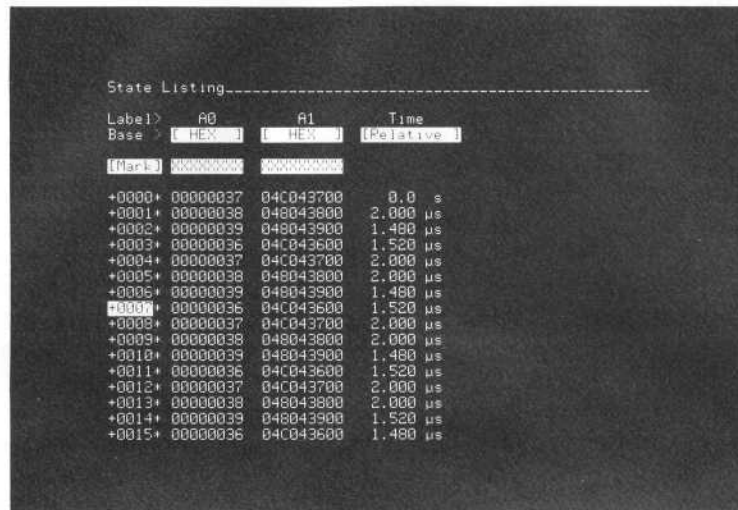 State Listing
Label> A0 A1 Time
Base > [ HEX ] [ HEX ] [Relative ]
[Mark] XXXXXXXX XXXXXXXX
+0000* 00000037 04C043700 0.0 s
+0001* 00000038 048043800 2.000 µs
+0002* 00000039 048043900 1.480 µs
+0003* 00000036 04C043600 1.520 µs
+0004* 00000037 04C043700 2.000 µs
+0005* 00000038 048043800 2.000 µs
+0006* 00000039 048043900 1.480 µs
+0007* 00000036 04C043600 1.520 µs
+0008* 00000037 04C043700 2.000 µs
+0009* 00000038 048043800 2.000 µs
+0010* 00000039 048043900 1.480 µs
+0011* 00000036 04C043600 1.520 µs
+0012* 00000037 04C043700 2.000 µs
+0013* 00000038 048043800 2.000 µs
+0014* 00000039 048043900 1.520 µs
+0015* 00000036 04C043600 1.480 µs